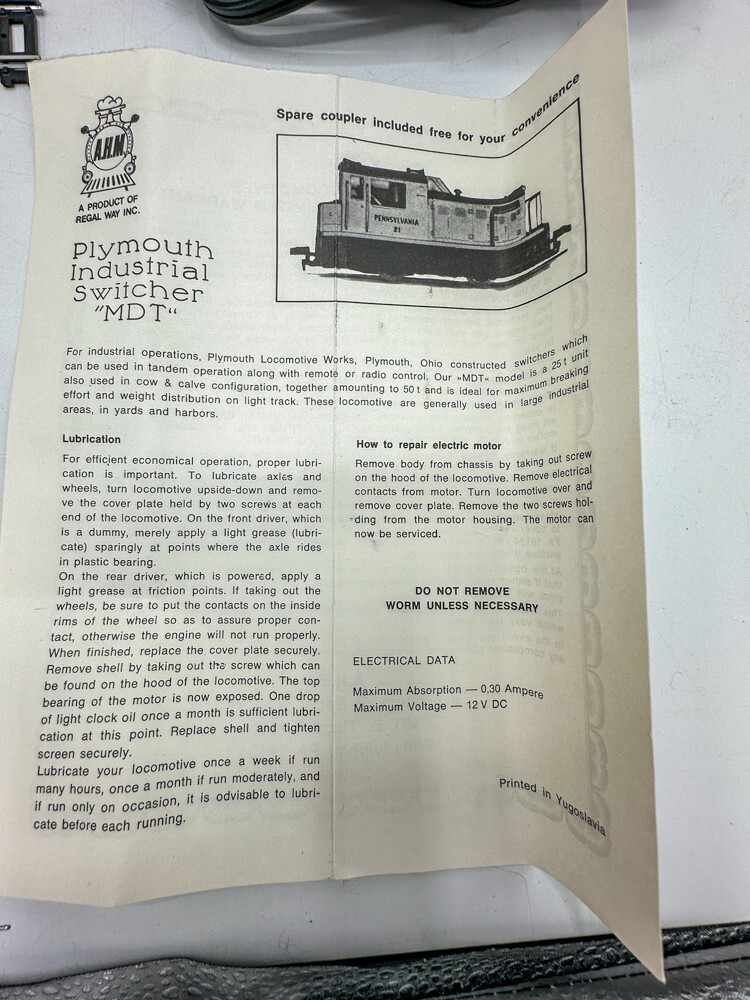 A.H.M.
A PRODUCT OF
REGAL WAY INC.
Spare coupler included free for your convenience
PENNSYLVANIA
21
Plymouth
Industrial
Switcher
"MDT“
For industrial operations, Plymouth Locomotive Works, Plymouth, Ohio constructed switchers which
can be used in tandem operation along with remote or radio control. Our »MDT« model is a 25 t unit
also used in cow & calve configuration, together amounting to 50 t and is ideal for maximum breaking
effort and weight distribution on light track. These locomotive are generally used in large industrial
areas, in yards and harbors.
Lubrication
For efficient economical operation, proper lubri-
cation is important. To lubricate axles and
wheels, turn locomotive upside-down and remo-
ve the cover plate held by two screws at each
end of the locomotive. On the front driver, which
is a dummy, merely apply a light grease (lubri-
cate) sparingly at points where the axle rides
in plastic bearing.
On the rear driver, which is powered, apply a
light grease at friction points. If taking out the
wheels, be sure to put the contacts on the inside
rims of the wheel so as to assure proper con-
tact, otherwise the engine will not run properly.
When finished, replace the cover plate securely.
Remove shell by taking out the screw which can
be found on the hood of the locomotive. The top
bearing of the motor is now exposed. One drop
of light clock oil once a month is sufficient lubri-
cation at this point. Replace shell and tighten
screen securely.
Lubricate your locomotive once a week if run
many hours, once a month if run moderately, and
if run only on occasion, it is odvisable to lubri-
cate before each running.
How to repair electric motor
Remove body from chassis by taking out screw
on the hood of the locomotive. Remove electrical
contacts from motor. Turn locomotive over and
remove cover plate. Remove the two screws hol-
ding from the motor housing. The motor can
now be serviced.
DO NOT REMOVE
WORM UNLESS NECESSARY
ELECTRICAL DATA
Maximum Absorption — 0,30 Ampere
Maximum Voltage — 12 V DC
Printed in Yugoslavia